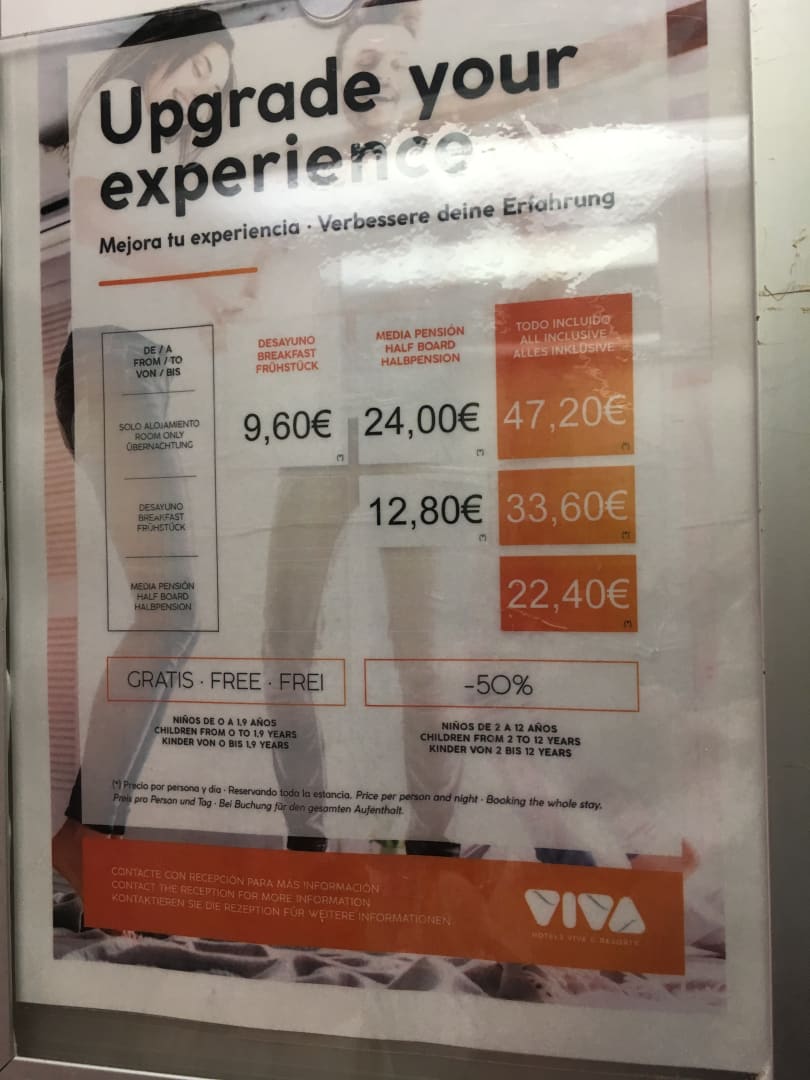 Upgrade your
experience
Mejora tu experiencia · Verbessere deine Erfahrung
DE / A
FROM / TO
VON / BIS
DESAYUNO
BREAKFAST
FRÜHSTÜCK
MEDIA PENSIÓN
HALF BOARD
HALBPENSION
TODO INCLUIDO
ALL INCLUSIVE
ALLES INKLUSIVE
SOLO ALOJAMIENTO
ROOM ONLY
ÜBERNACHTUNG
9,60€
(*)
24,00€
(*)
47,20€
(*)
DESAYUNO
BREAKFAST
FRÜHSTÜCK
12,80€
(*)
33,60€
(*)
MEDIA PENSIÓN
HALF BOARD
HALBPENSION
22,40€
(*)
GRATIS · FREE · FREI
NIÑOS DE 0 A 1.9 AÑOS
CHILDREN FROM 0 TO 1.9 YEARS
KINDER VON 0 BIS 1.9 YEARS
-50%
NIÑOS DE 2 A 12 AÑOS
CHILDREN FROM 2 TO 12 YEARS
KINDER VON 2 BIS 12 YEARS
(*) Precio por persona y dia · Reservando toda la estancia. Price per person and night · Booking the whole stay.
Preis pro Person und Tag · Bei Buchung für den gesamten Aufenthalt.
CONTACTE CON RECEPCIÓN PARA MÁS INFORMACIÓN
CONTACT THE RECEPTION FOR MORE INFORMATION
KONTAKTIEREN SIE DIE REZEPTION FÜR WEITERE INFORMATIONEN
VIVA
HOTELS VIVA & RESORTS